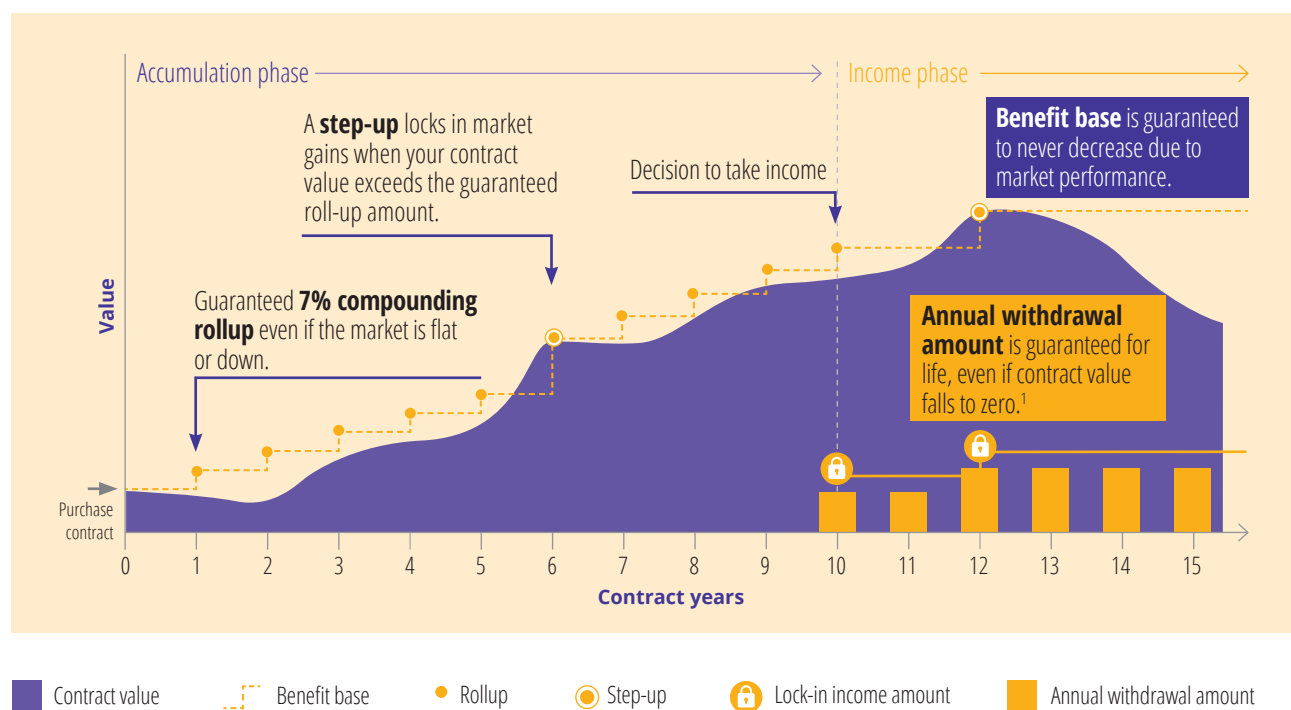 Accumulation phase
Income phase
A step-up locks in market
gains when your contract
value exceeds the guaranteed
roll-up amount.
Decision to take income
Benefit base is guaranteed
to never decrease due to
market performance.
Guaranteed 7% compounding
rollup even if the market is flat
or down.
Annual withdrawal
amount is guaranteed for
life, even if contract value
falls to zero.1
Value
Purchase
contract
0 1 2 3 4 5 6 7 8 9 10 11 12 13 14 15
Contract years
Contract value Benefit base Rollup Step-up Lock-in income amount Annual withdrawal amount